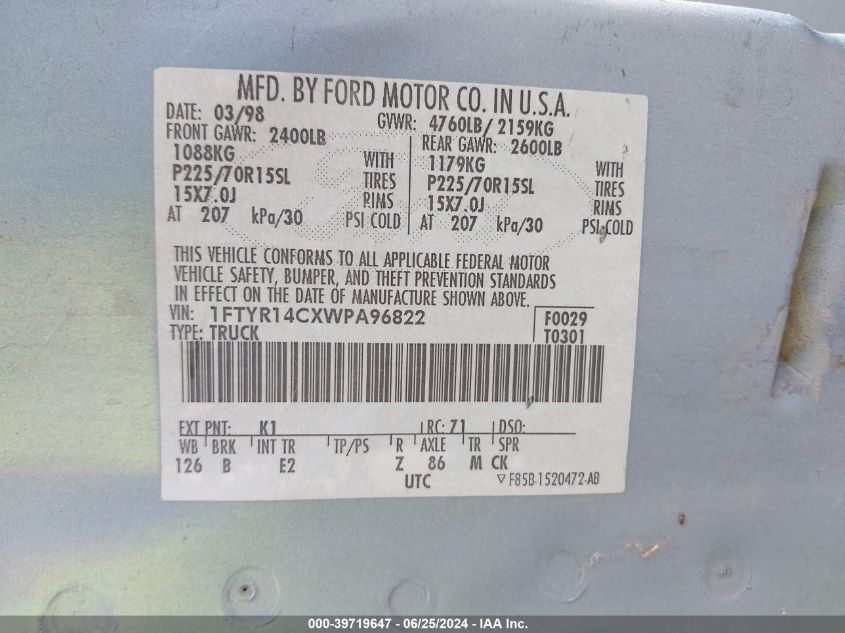 MFD. BY FORD MOTOR CO. IN U.S.A.
DATE: 03/98 GVWR: 4760LB/ 2159KG
FRONT GAWR: 2400LB REAR GAWR: 2600LB
1088KG WITH 1179KG WITH
P225/70R15SL TIRES P225/70R15SL TIRES
15X7.0J RIMS 15X7.0J RIMS
AT 207 kPa/30 PSI COLD AT 207 kPa/30 PSI COLD
THIS VEHICLE CONFORMS TO ALL APPLICABLE FEDERAL MOTOR
VEHICLE SAFETY, BUMPER, AND THEFT PREVENTION STANDARDS
IN EFFECT ON THE DATE OF MANUFACTURE SHOWN ABOVE.
VIN: 1FTYR14CXWPA96822 F0029
TYPE: TRUCK T0301
EXT PNT: K1 RC: 71 DSO:
WB BRK INT TR TP/PS R AXLE TR SPR
126 B E2 Z 86 M CK
UTC ▽ F85B-1520472-AB
000-39719647 / 06/25/2024 - IAA Inc.